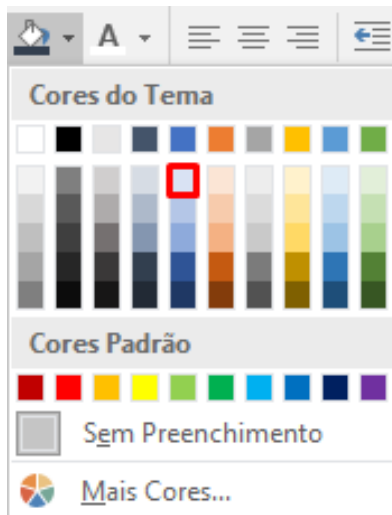 A
Cores do Tema
Cores Padrão
Sem Preenchimento
Mais Cores...